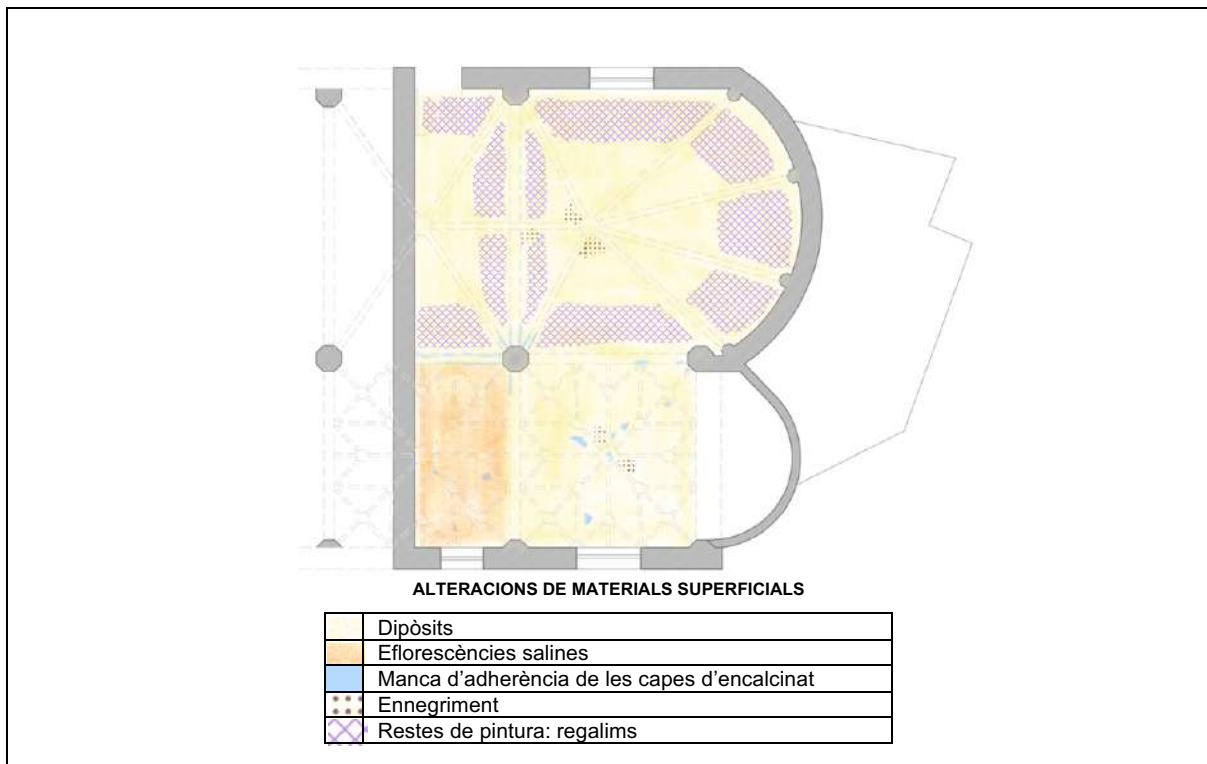 ALTERACIONS DE MATERIALS SUPERFICIALS
Dipòsits
Eflorescències salines
Manca d'adherència de les capes d'encalcinat
Ennegriment
Restes de pintura: regalims